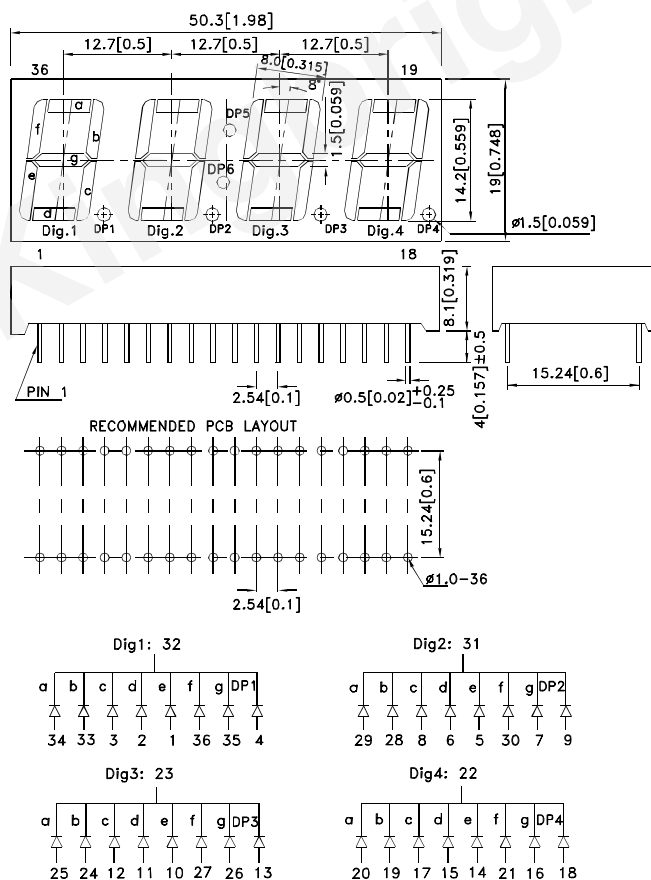 50.3[1.98]
12.7[0.5] 12.7[0.5] 12.7[0.5]
8.0[0.315]
36 19
8°
a
f b
g
e c
d
DP5
DP6
1.5[0.059]
14.2[0.559]
19[0.748]
Dig.1 DP1 Dig.2 DP2 Dig.3 DP3 Dig.4 DP4
ø1.5[0.059]
1 18
8.1[0.319]
4[0.157]±0.5
PIN 1
2.54[0.1]
ø0.5[0.02]+0.25 −0.1
15.24[0.6]
RECOMMENDED PCB LAYOUT
15.24[0.6]
2.54[0.1]
ø1.0-36
Dig1: 32
a b c d e f g DP1
34 33 3 2 1 36 35 4
Dig2: 31
a b c d e f g DP2
29 28 8 6 5 30 7 9
Dig3: 23
a b c d e f g DP3
25 24 12 11 10 27 26 13
Dig4: 22
a b c d e f g DP4
20 19 17 15 14 21 16 18